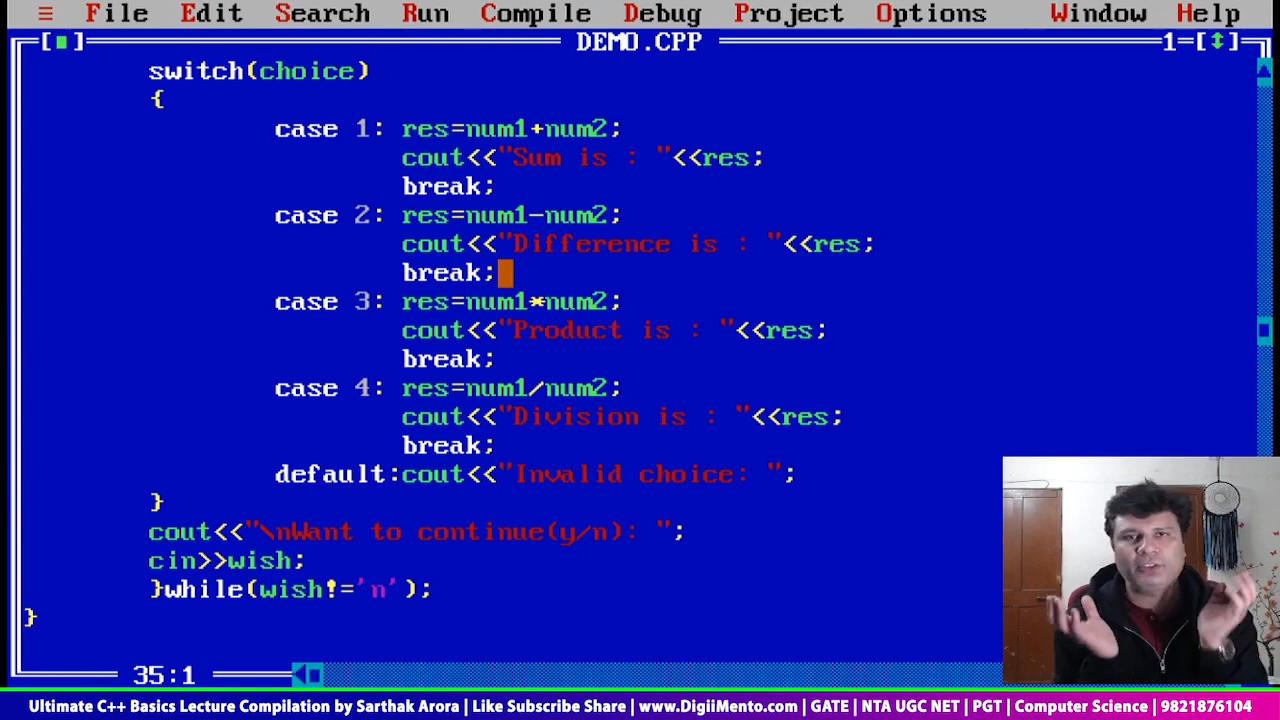 ≡ File Edit Search Run Compile Debug Project Options Window Help
[■] DEMO.CPP 1=[↕]
switch(choice)
{
case 1: res=num1+num2;
cout<<"Sum is : "<<res;
break;
case 2: res=num1-num2;
cout<<"Difference is : "<<res;
break;
case 3: res=num1*num2;
cout<<"Product is : "<<res;
break;
case 4: res=num1/num2;
cout<<"Division is : "<<res;
break;
default:cout<<"Invalid choice: ";
}
cout<<"\nWant to continue(y/n): ";
cin>>wish;
}while(wish!='n');
}
35:1
Ultimate C++ Basics Lecture Compilation by Sarthak Arora | Like Subscribe Share | www.DigiiMento.com | GATE | NTA UGC NET | PGT | Computer Science | 9821876104